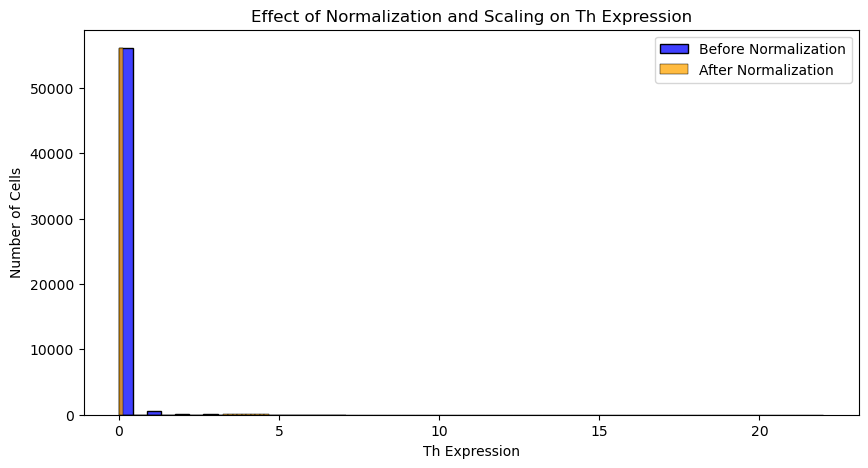 Effect of Normalization and Scaling on Th Expression
Before Normalization
After Normalization
Number of Cells
50000
40000
30000
20000
10000
0
0 5 10 15 20
Th Expression